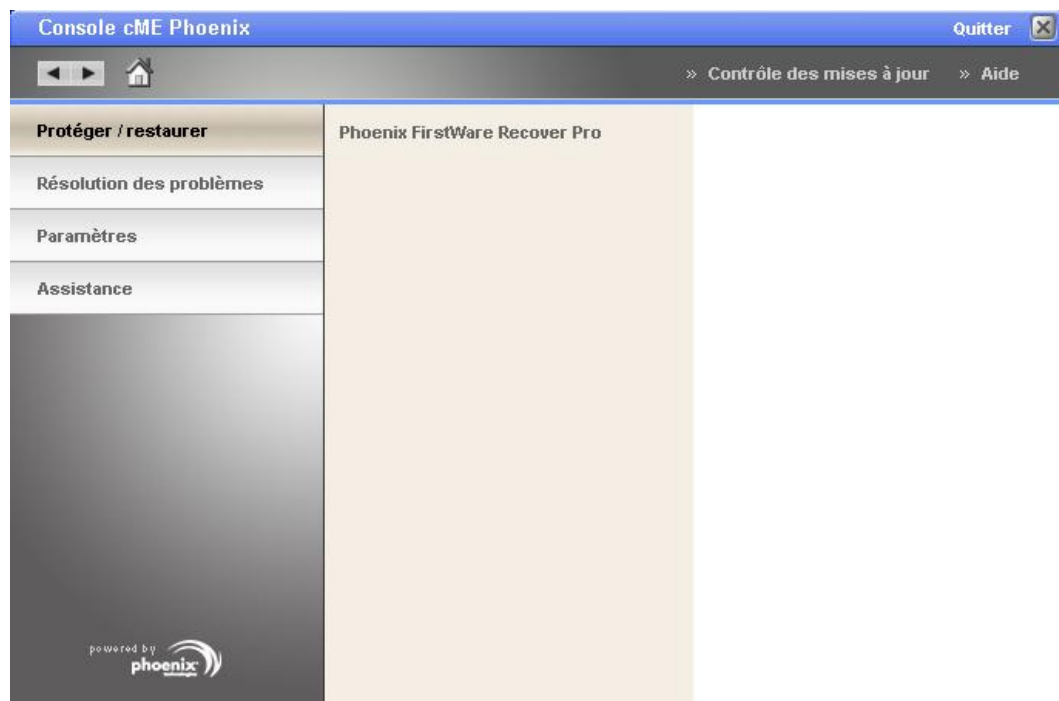 Console cME Phoenix
Quitter
» Contrôle des mises à jour » Aide
Protéger / restaurer
Phoenix FirstWare Recover Pro
Résolution des problèmes
Paramètres
Assistance
powered by
phoenix